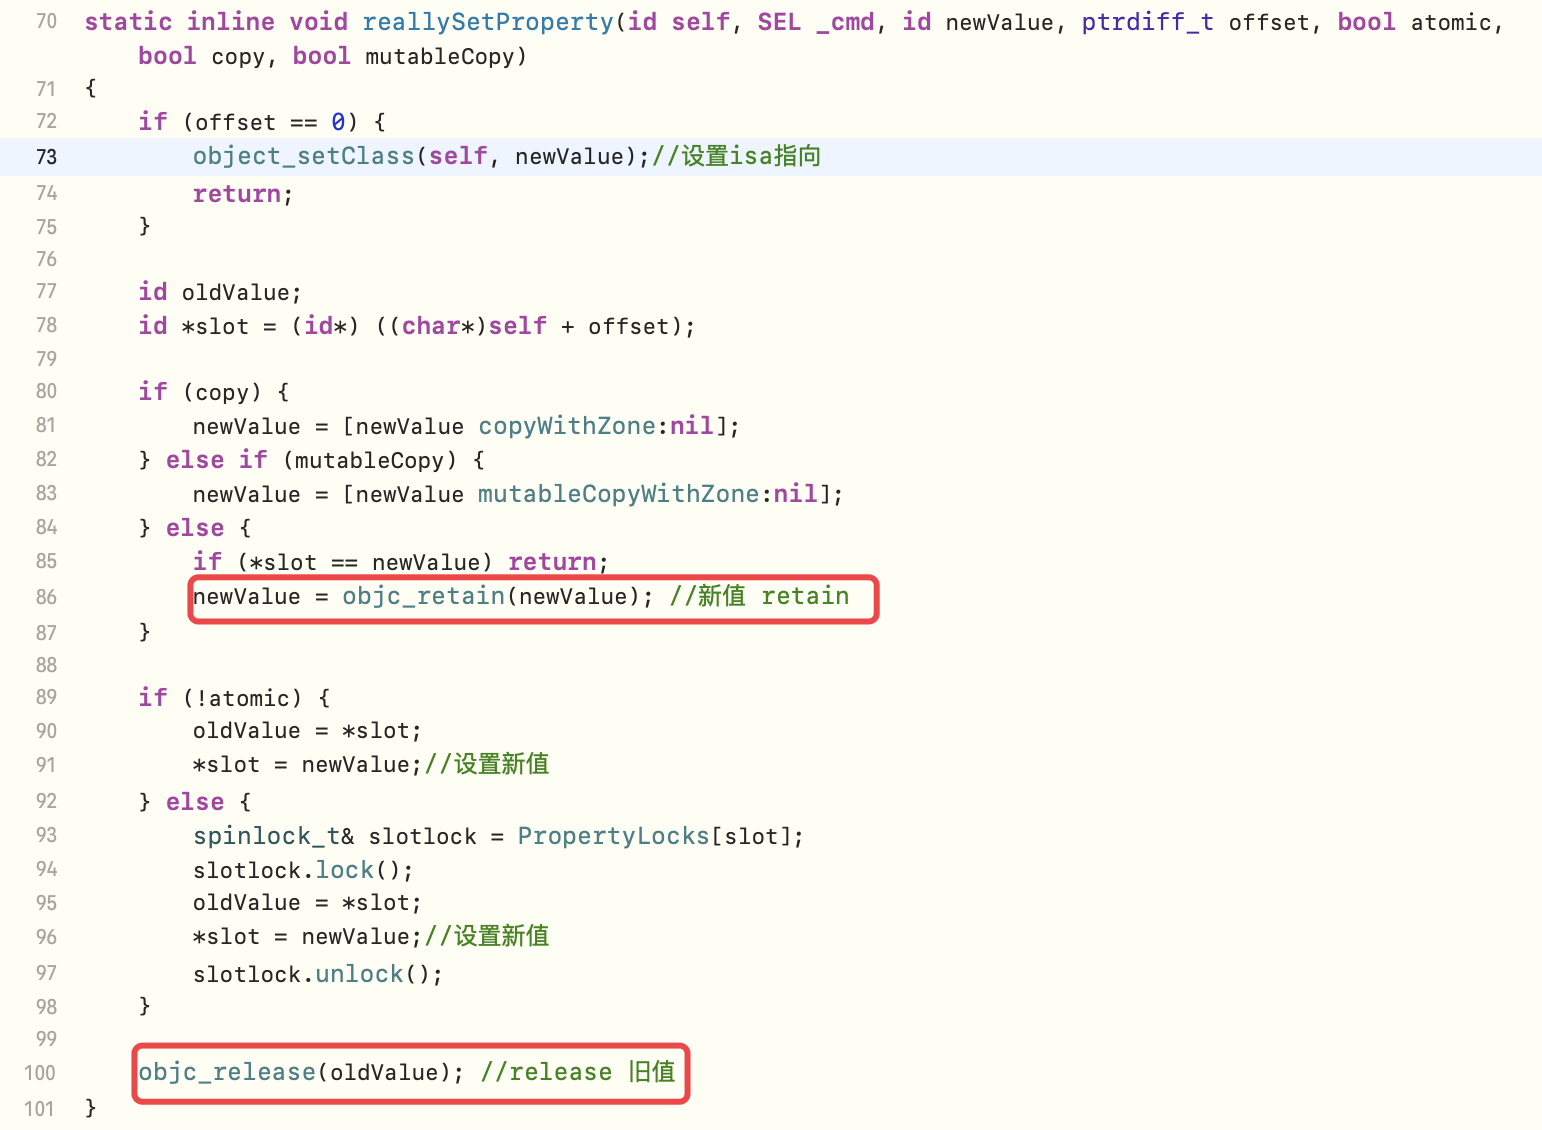 70 static inline void reallySetProperty(id self, SEL _cmd, id newValue, ptrdiff_t offset, bool atomic,
bool copy, bool mutableCopy)
71 {
72 if (offset == 0) {
73 object_setClass(self, newValue);//设置isa指向
74 return;
75 }
76
77 id oldValue;
78 id *slot = (id*) ((char*)self + offset);
79
80 if (copy) {
81 newValue = [newValue copyWithZone:nil];
82 } else if (mutableCopy) {
83 newValue = [newValue mutableCopyWithZone:nil];
84 } else {
85 if (*slot == newValue) return;
86 newValue = objc_retain(newValue); //新值 retain
87 }
88
89 if (!atomic) {
90 oldValue = *slot;
91 *slot = newValue;//设置新值
92 } else {
93 spinlock_t& slotlock = PropertyLocks[slot];
94 slotlock.lock();
95 oldValue = *slot;
96 *slot = newValue;//设置新值
97 slotlock.unlock();
98 }
99
100 objc_release(oldValue); //release 旧值
101 }